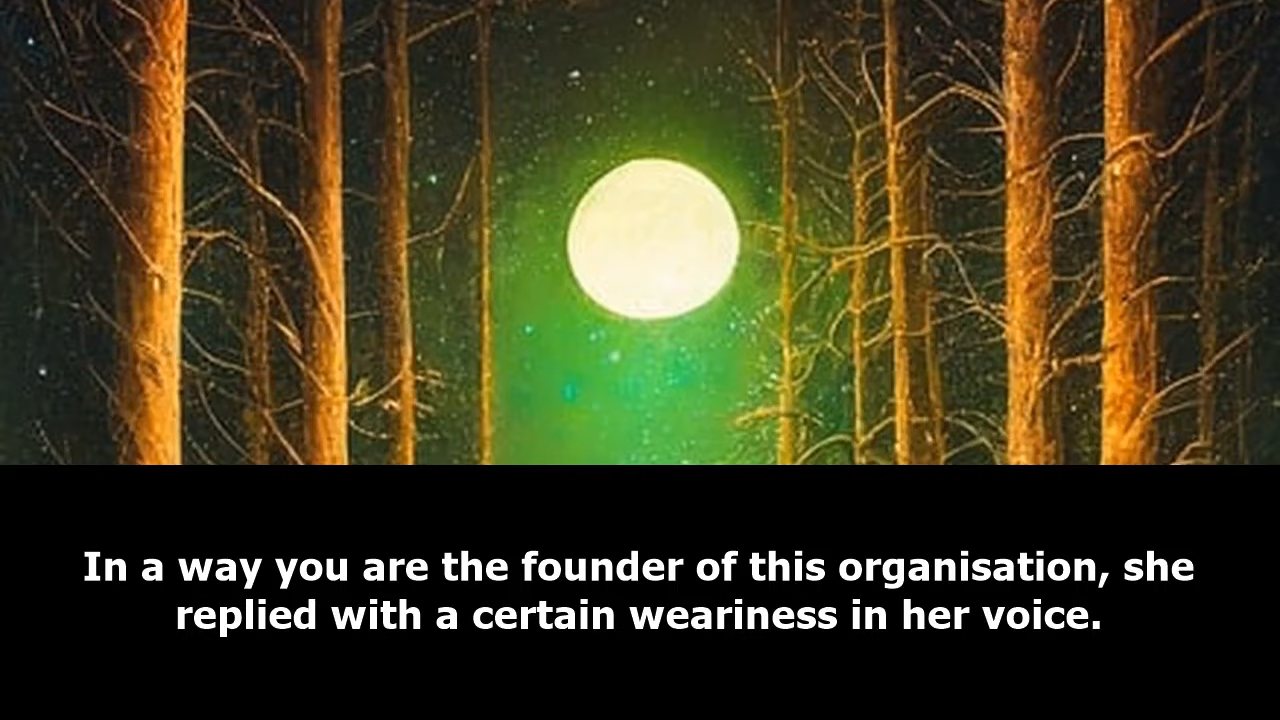 In a way you are the founder of this organisation, she
replied with a certain weariness in her voice.